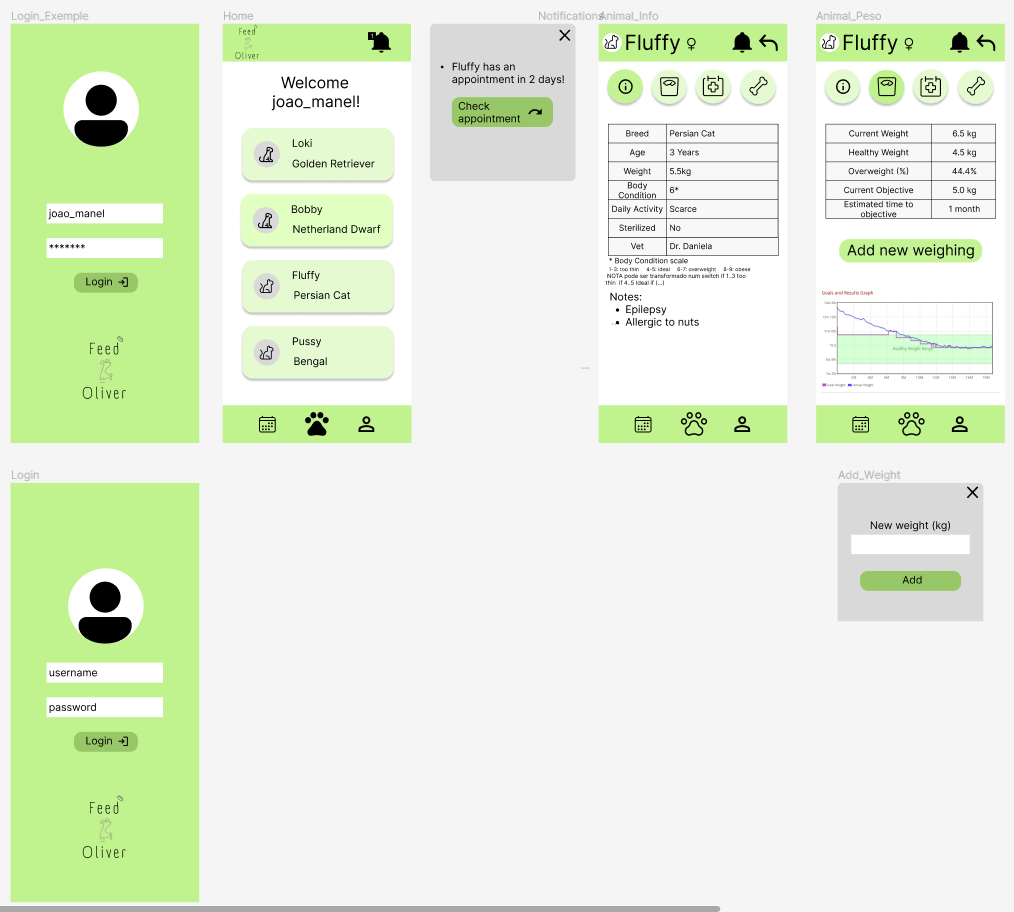 Login_Exemple
joao_manel
*******
Login
Feed
Oliver
Home
Feed
Oliver
1
Welcome
joao_manel!
Loki
Golden Retriever
Bobby
Netherland Dwarf
Fluffy
Persian Cat
Pussy
Bengal
Notifications
• Fluffy has an
appointment in 2 days!
Check
appointment
...
Animal_Info
Fluffy ♀
Breed Persian Cat
Age 3 Years
Weight 5.5kg
Body
Condition 6*
Daily Activity Scarce
Sterilized No
Vet Dr. Daniela
* Body Condition scale
1-3: too thin 4-5: ideal 6-7: overweight 8-9: obese
NOTA pode ser transformado num switch if 1..3 too
thin if 4..5 Ideal if (...)
Notes:
• Epilepsy
• Allergic to nuts
Animal_Peso
Fluffy ♀
Current Weight 6.5 kg
Healthy Weight 4.5 kg
Overweight (%) 44.4%
Current Objective 5.0 kg
Estimated time to
objective 1 month
Add new weighing
Goals and Results Graph
Healthy Weight Range
Goal Weight Actual Weight
Login
username
password
Login
Feed
Oliver
Add_Weight
New weight (kg)
Add